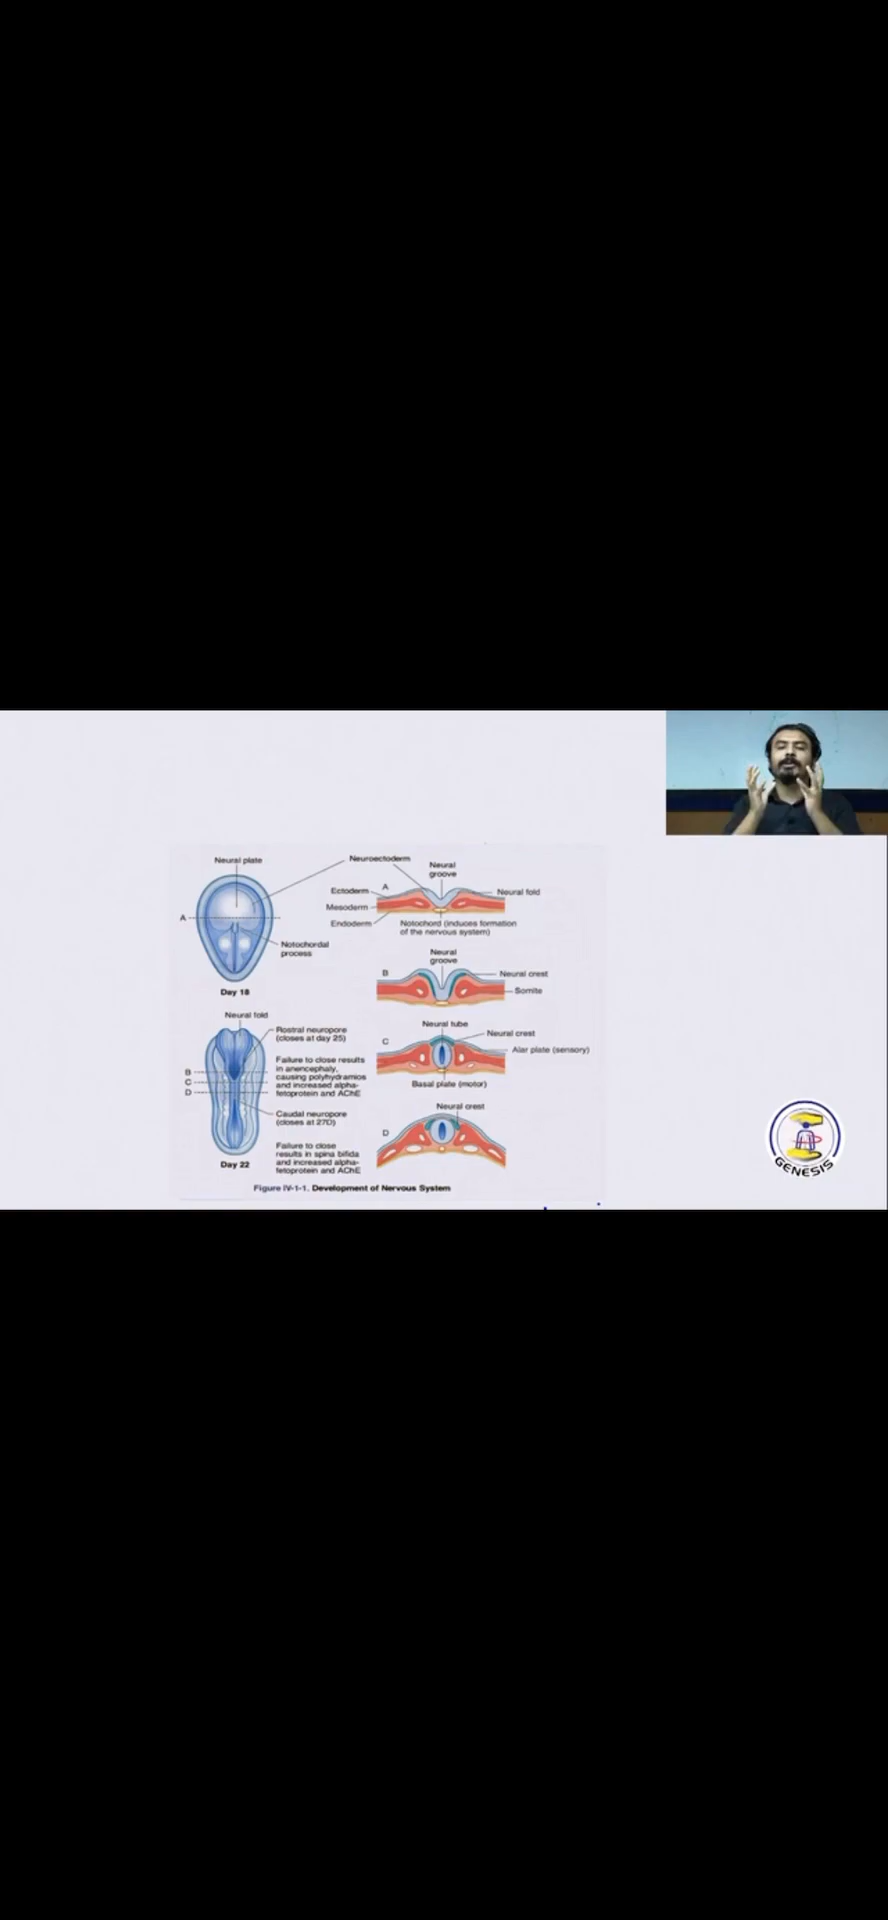 Neural plate
Neuroectoderm
Neural
groove
Ectoderm
A
Neural fold
Mesoderm
A
Endoderm
Notochord (induces formation
of the nervous system)
Notochordal
process
Neural
groove
B
Neural crest
Somite
Day 18
Neural fold
Rostral neuropore
(closes at day 25)
Neural tube
Neural crest
C
Alar plate (sensory)
Failure to close results
in anencephaly,
causing polyhydramios
and increased alpha-
fetoprotein and AChE
B
C
D
Basal plate (motor)
Caudal neuropore
(closes at 27D)
Neural crest
D
Failure to close
results in spina bifida
and increased alpha-
fetoprotein and AChE
Day 22
Figure IV-1-1. Development of Nervous System
GENESIS